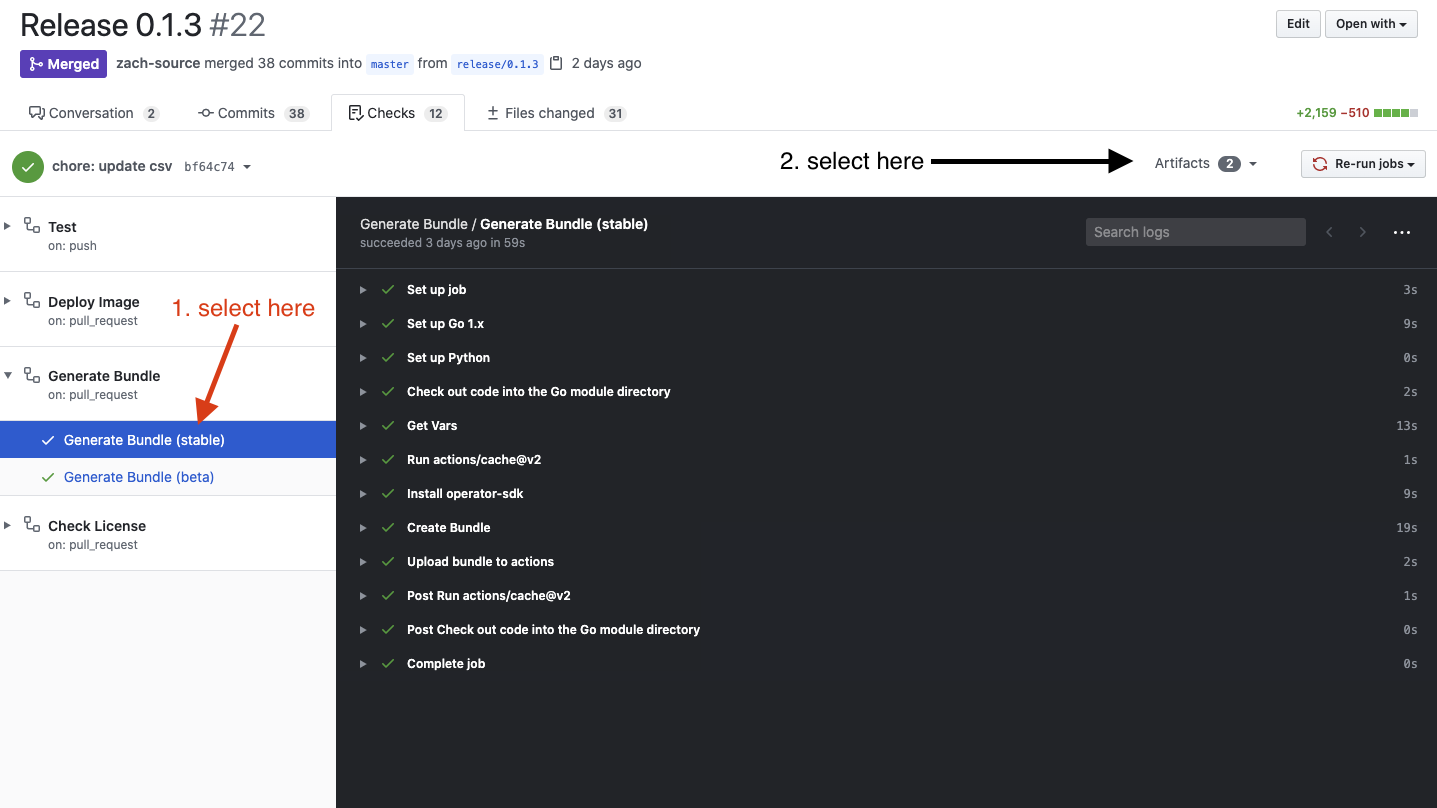 Release 0.1.3 #22
Edit
Open with
Merged
zach-source merged 38 commits into master from release/0.1.3 2 days ago
Conversation 2
Commits 38
Checks 12
Files changed 31
+2,159 −510
chore: update csv bf64c74
2. select here
Artifacts 2
Re-run jobs
Test
on: push
Deploy Image
on: pull_request
1. select here
Generate Bundle
on: pull_request
Generate Bundle (stable)
Generate Bundle (beta)
Check License
on: pull_request
Generate Bundle / Generate Bundle (stable)
succeeded 3 days ago in 59s
Search logs
Set up job 3s
Set up Go 1.x 9s
Set up Python 0s
Check out code into the Go module directory 2s
Get Vars 13s
Run actions/cache@v2 1s
Install operator-sdk 9s
Create Bundle 19s
Upload bundle to actions 2s
Post Run actions/cache@v2 1s
Post Check out code into the Go module directory 0s
Complete job 0s